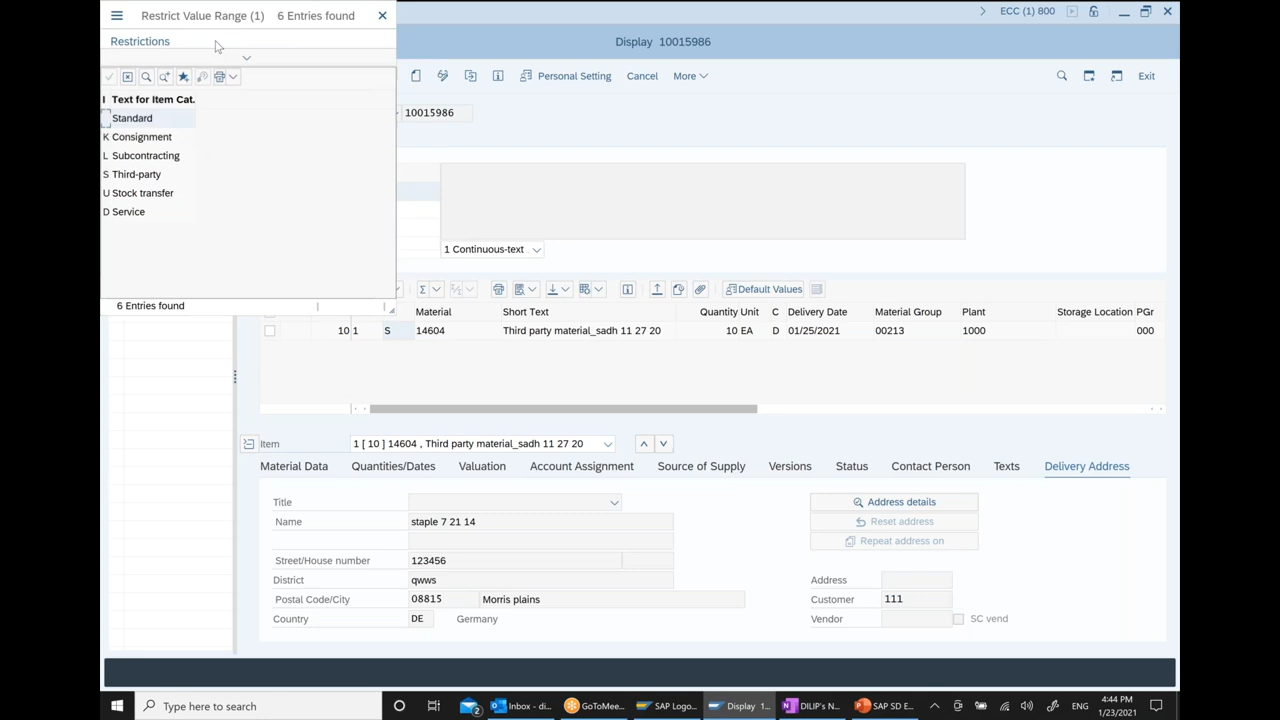 Restrict Value Range (1) 6 Entries found
ECC (1) 800
Restrictions
Display 10015986
Personal Setting Cancel More Exit
I Text for Item Cat.
Standard
K Consignment
L Subcontracting
S Third-party
U Stock transfer
D Service
6 Entries found
10015986
1 Continuous-text
Default Values
Material Short Text Quantity Unit C Delivery Date Material Group Plant Storage Location PGr
10 1 S 14604 Third party material_sadh 11 27 20 10 EA D 01/25/2021 00213 1000 000
Item 1 [ 10 ] 14604 , Third party material_sadh 11 27 20
Material Data Quantities/Dates Valuation Account Assignment Source of Supply Versions Status Contact Person Texts Delivery Address
Title Address details
Name staple 7 21 14 Reset address
Repeat address on
Street/House number 123456
District qwws Address
Postal Code/City 08815 Morris plains Customer 111
Country DE Germany Vendor SC vend
Type here to search
2
Inbox - di...
GoToMee...
SAP Logo...
Display 1...
DILIP's N...
SAP SD E...
ENG
4:44 PM
1/23/2021